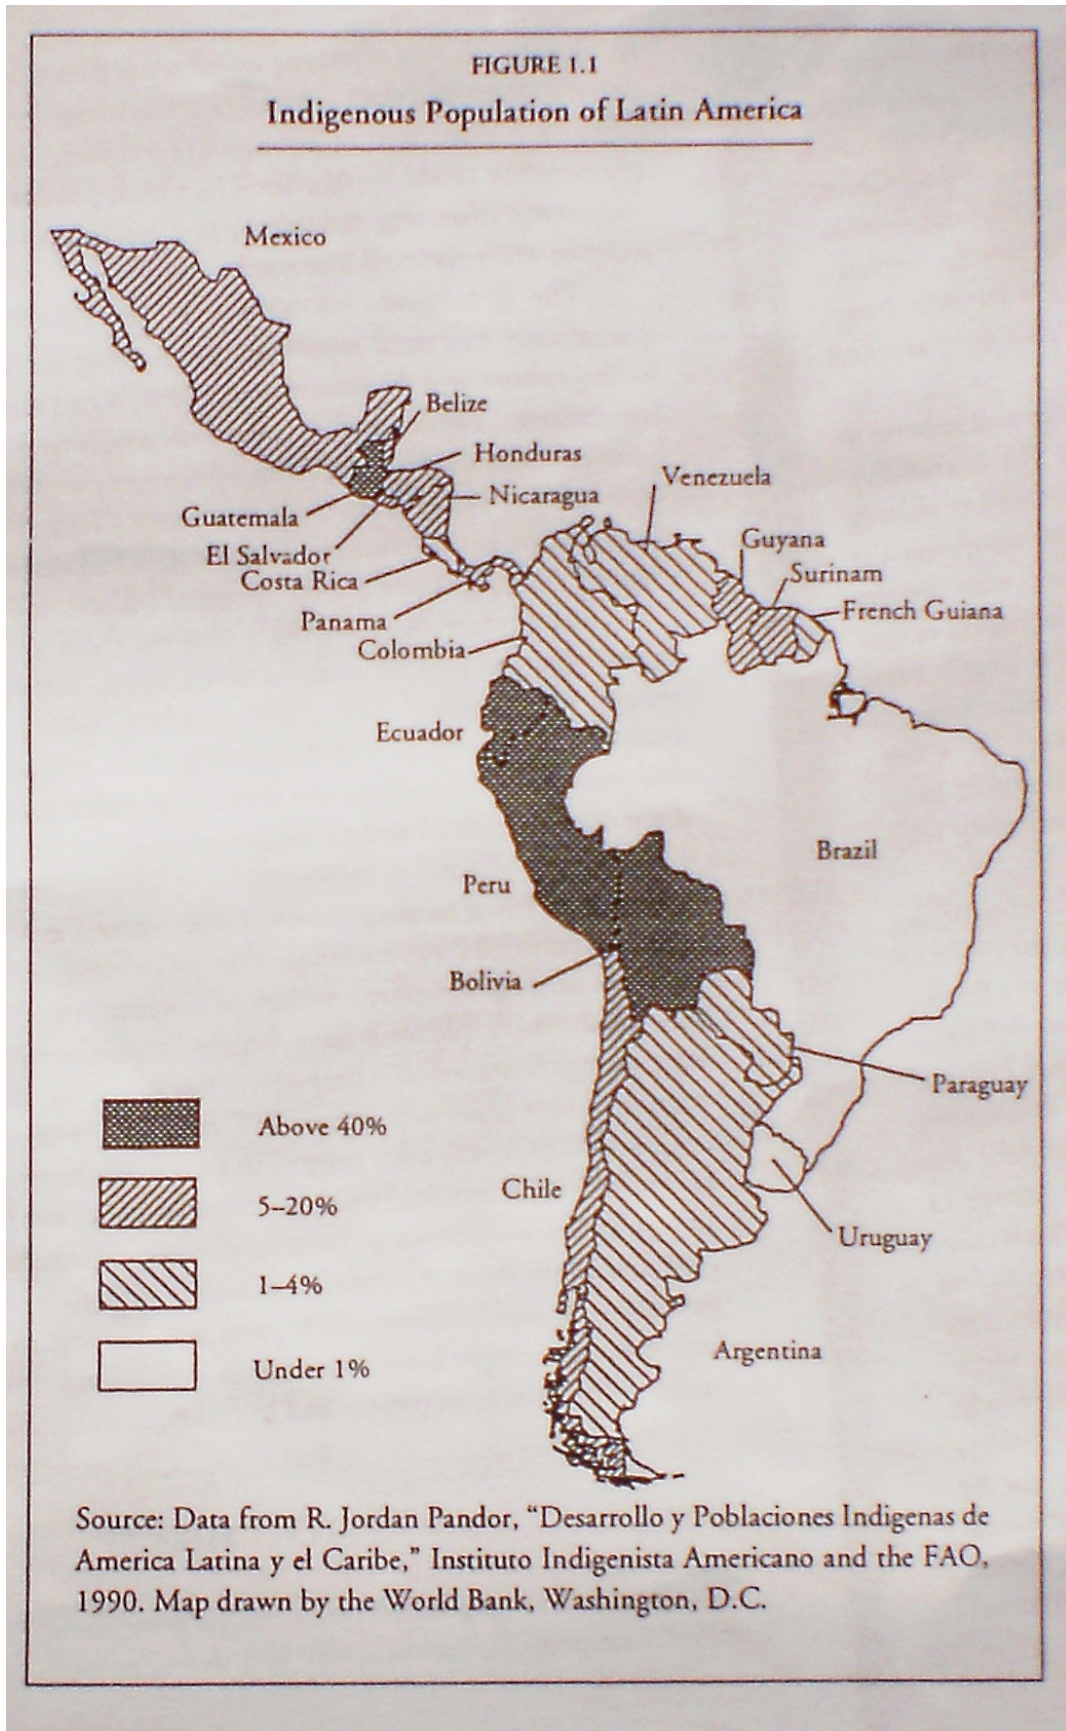 FIGURE 1.1
Indigenous Population of Latin America
Mexico
Belize
Honduras
Venezuela
Nicaragua
Guatemala
Guyana
El Salvador
Surinam
Costa Rica
French Guiana
Panama
Colombia
Ecuador
Brazil
Peru
Bolivia
Paraguay
Above 40%
Chile
5–20%
Uruguay
1–4%
Argentina
Under 1%
Source: Data from R. Jordan Pandor, “Desarrollo y Poblaciones Indigenas de
America Latina y el Caribe,” Instituto Indigenista Americano and the FAO,
1990. Map drawn by the World Bank, Washington, D.C.